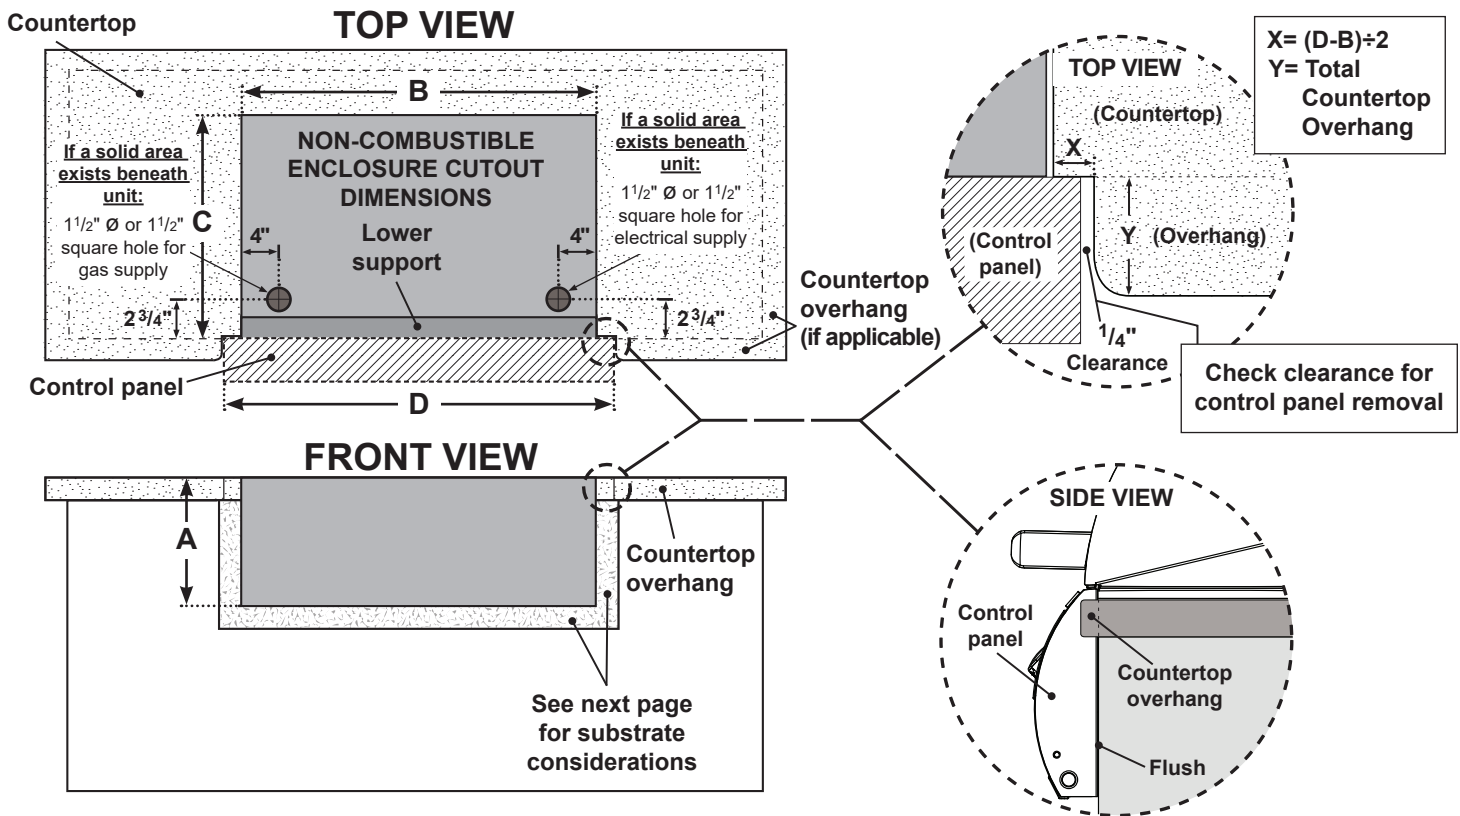 TOP VIEW
Countertop
B
NON-COMBUSTIBLE
ENCLOSURE CUTOUT
DIMENSIONS
If a solid area
exists beneath
unit:
1 1/2" Ø or 1 1/2"
square hole for
gas supply
C
4"
Lower
support
4"
If a solid area
exists beneath
unit:
1 1/2" Ø or 1 1/2"
square hole for
electrical supply
2 3/4"
2 3/4"
Countertop
overhang
(if applicable)
Control panel
D
FRONT VIEW
A
Countertop
overhang
See next page
for substrate
considerations
TOP VIEW
(Countertop)
X
(Control
panel)
Y
(Overhang)
1/4"
Clearance
X= (D-B)÷2
Y= Total
Countertop
Overhang
Check clearance for
control panel removal
SIDE VIEW
Control
panel
Countertop
overhang
Flush